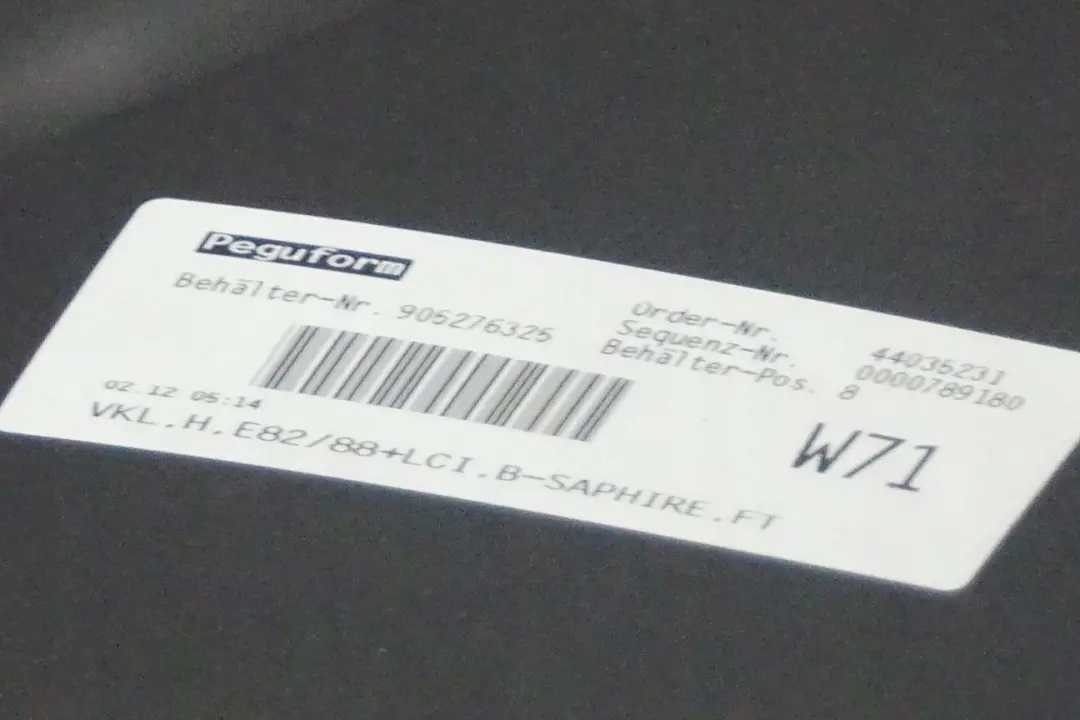 Peguform
Behälter-Nr. 905276325
Order-Nr. 44035231
Sequenz-Nr. 0000789180
Behälter-Pos. 8
02.12 05:14
W71
VKL.H.E82/88+LCI.B-SAPHIRE.FT